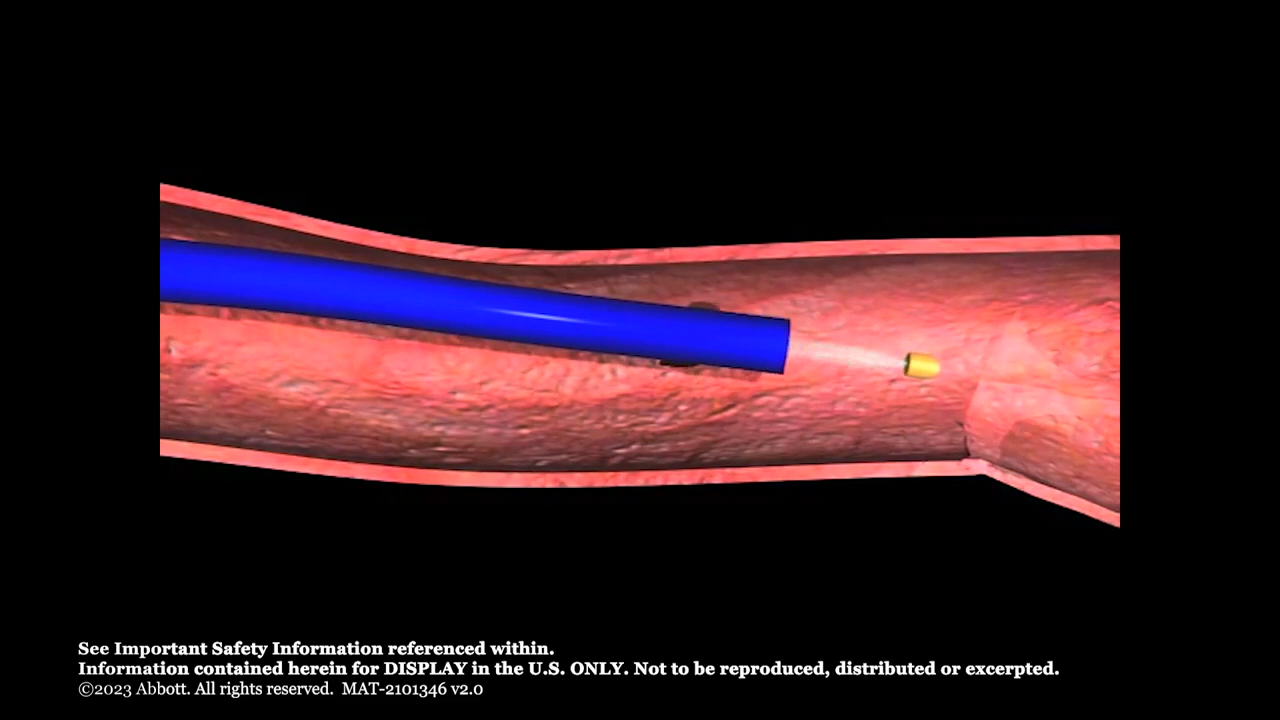 See Important Safety Information referenced within.
Information contained herein for DISPLAY in the U.S. ONLY. Not to be reproduced, distributed or excerpted.
©2023 Abbott. All rights reserved. MAT-2101346 v2.0